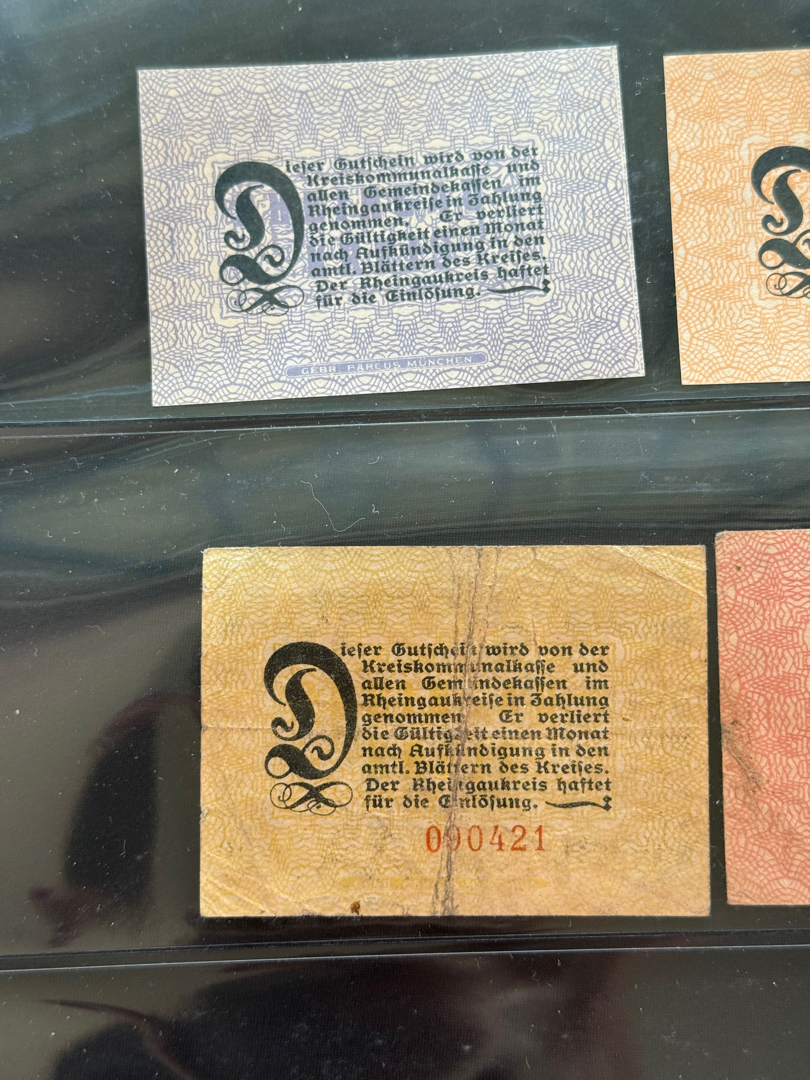 Dieser Gutschein wird von der
Kreiskommunalkasse und
allen Gemeindekassen im
Rheingaukreise in Zahlung
genommen. Er verliert
die Gültigkeit einen Monat
nach Aufkündigung in den
amtl. Blättern des Kreises.
Der Rheingaukreis haftet
für die Einlösung.
GEBR. PARCUS MÜNCHEN
D
Dieser Gutschein wird von der
Kreiskommunalkasse und
allen Gemeindekassen im
Rheingaukreise in Zahlung
genommen. Er verliert
die Gültigkeit einen Monat
nach Aufkündigung in den
amtl. Blättern des Kreises.
Der Rheingaukreis haftet
für die Einlösung.
090421